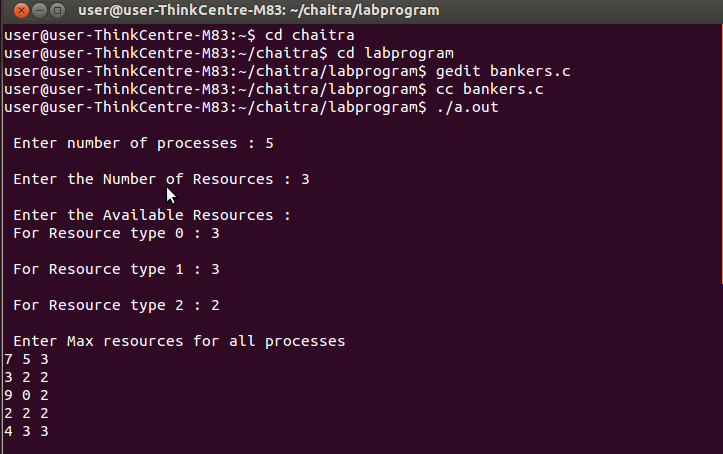 user@user-ThinkCentre-M83: ~/chaitra/labprogram
user@user-ThinkCentre-M83:~$ cd chaitra
user@user-ThinkCentre-M83:~/chaitra$ cd labprogram
user@user-ThinkCentre-M83:~/chaitra/labprogram$ gedit bankers.c
user@user-ThinkCentre-M83:~/chaitra/labprogram$ cc bankers.c
user@user-ThinkCentre-M83:~/chaitra/labprogram$ ./a.out
Enter number of processes : 5
Enter the Number of Resources : 3
Enter the Available Resources :
For Resource type 0 : 3
For Resource type 1 : 3
For Resource type 2 : 2
Enter Max resources for all processes
7 5 3
3 2 2
9 0 2
2 2 2
4 3 3